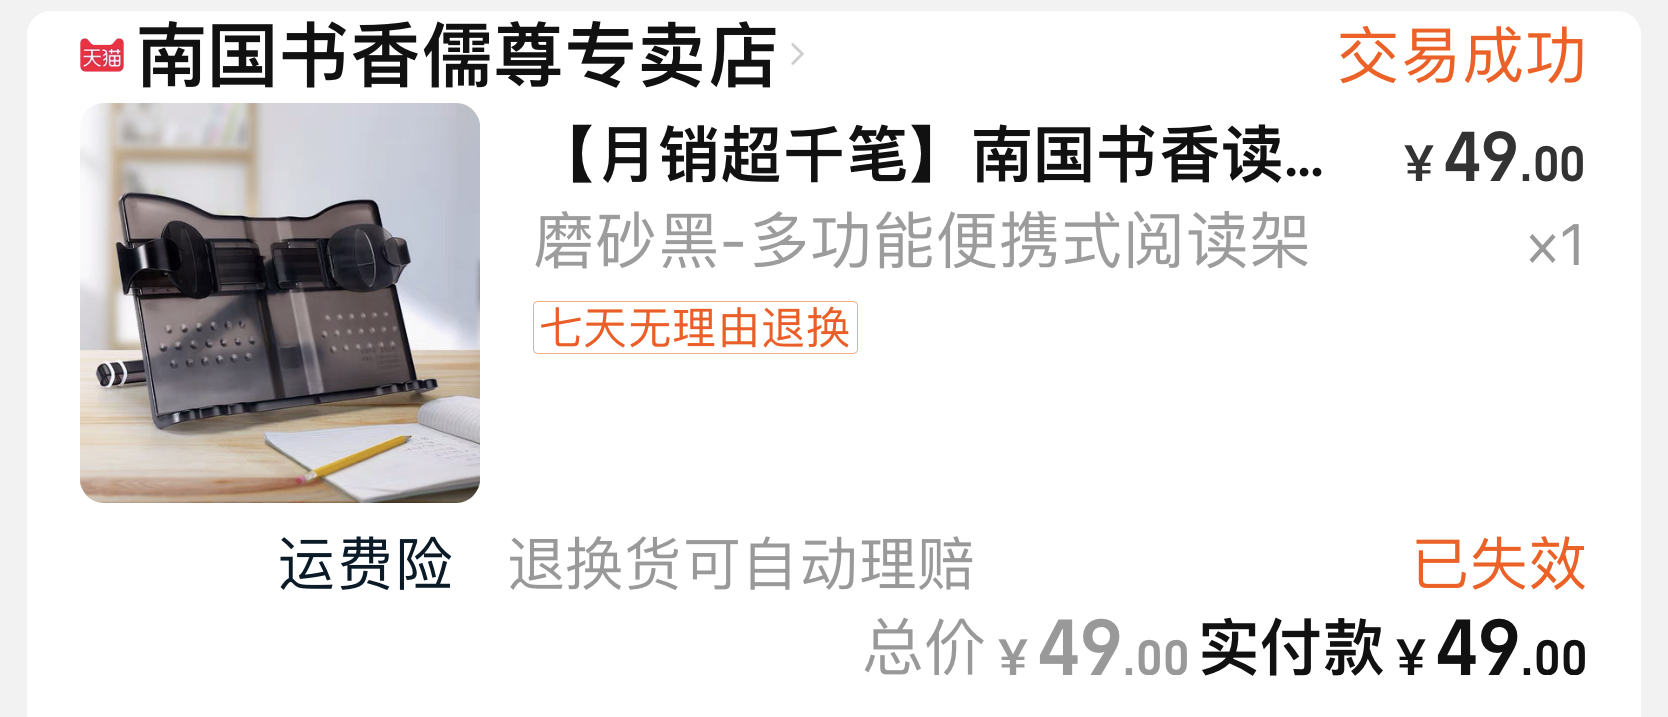 天猫 南国书香儒尊专卖店 交易成功
【月销超千笔】南国书香读... ¥49.00
磨砂黑-多功能便携式阅读架 ×1
七天无理由退换
运费险 退换货可自动理赔 已失效
总价 ¥49.00 实付款 ¥49.00